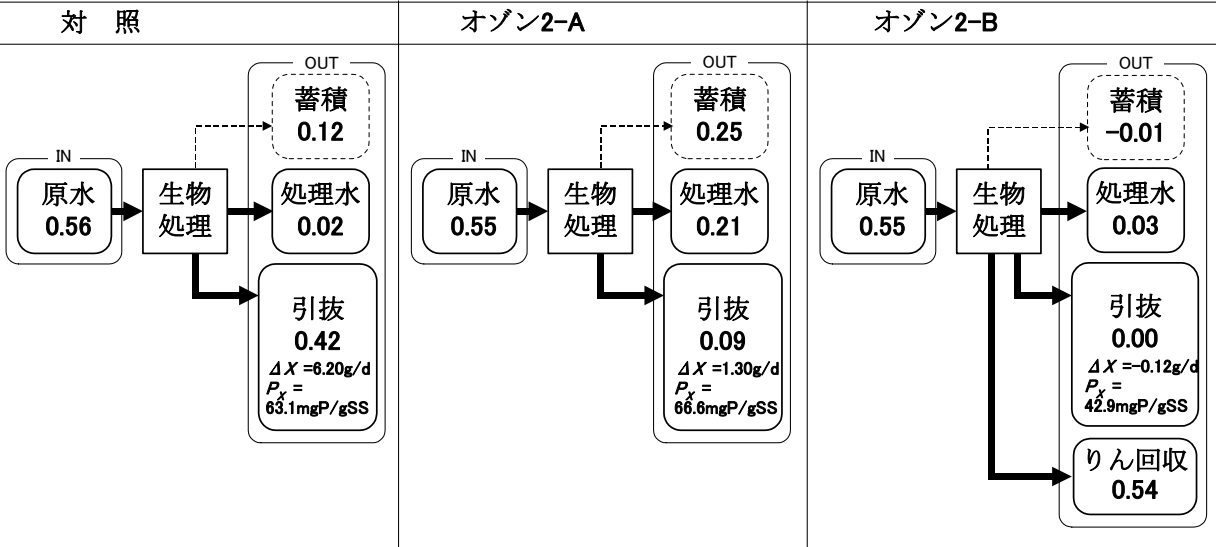 対　照
OUT
蓄積
0.12
IN
原水
0.56
生物
処理
処理水
0.02
引抜
0.42
ΔX =6.20g/d
PX =
63.1mgP/gSS
オゾン2-A
OUT
蓄積
0.25
IN
原水
0.55
生物
処理
処理水
0.21
引抜
0.09
ΔX =1.30g/d
PX =
66.6mgP/gSS
オゾン2-B
OUT
蓄積
-0.01
IN
原水
0.55
生物
処理
処理水
0.03
引抜
0.00
ΔX =-0.12g/d
PX =
42.9mgP/gSS
りん回収
0.54